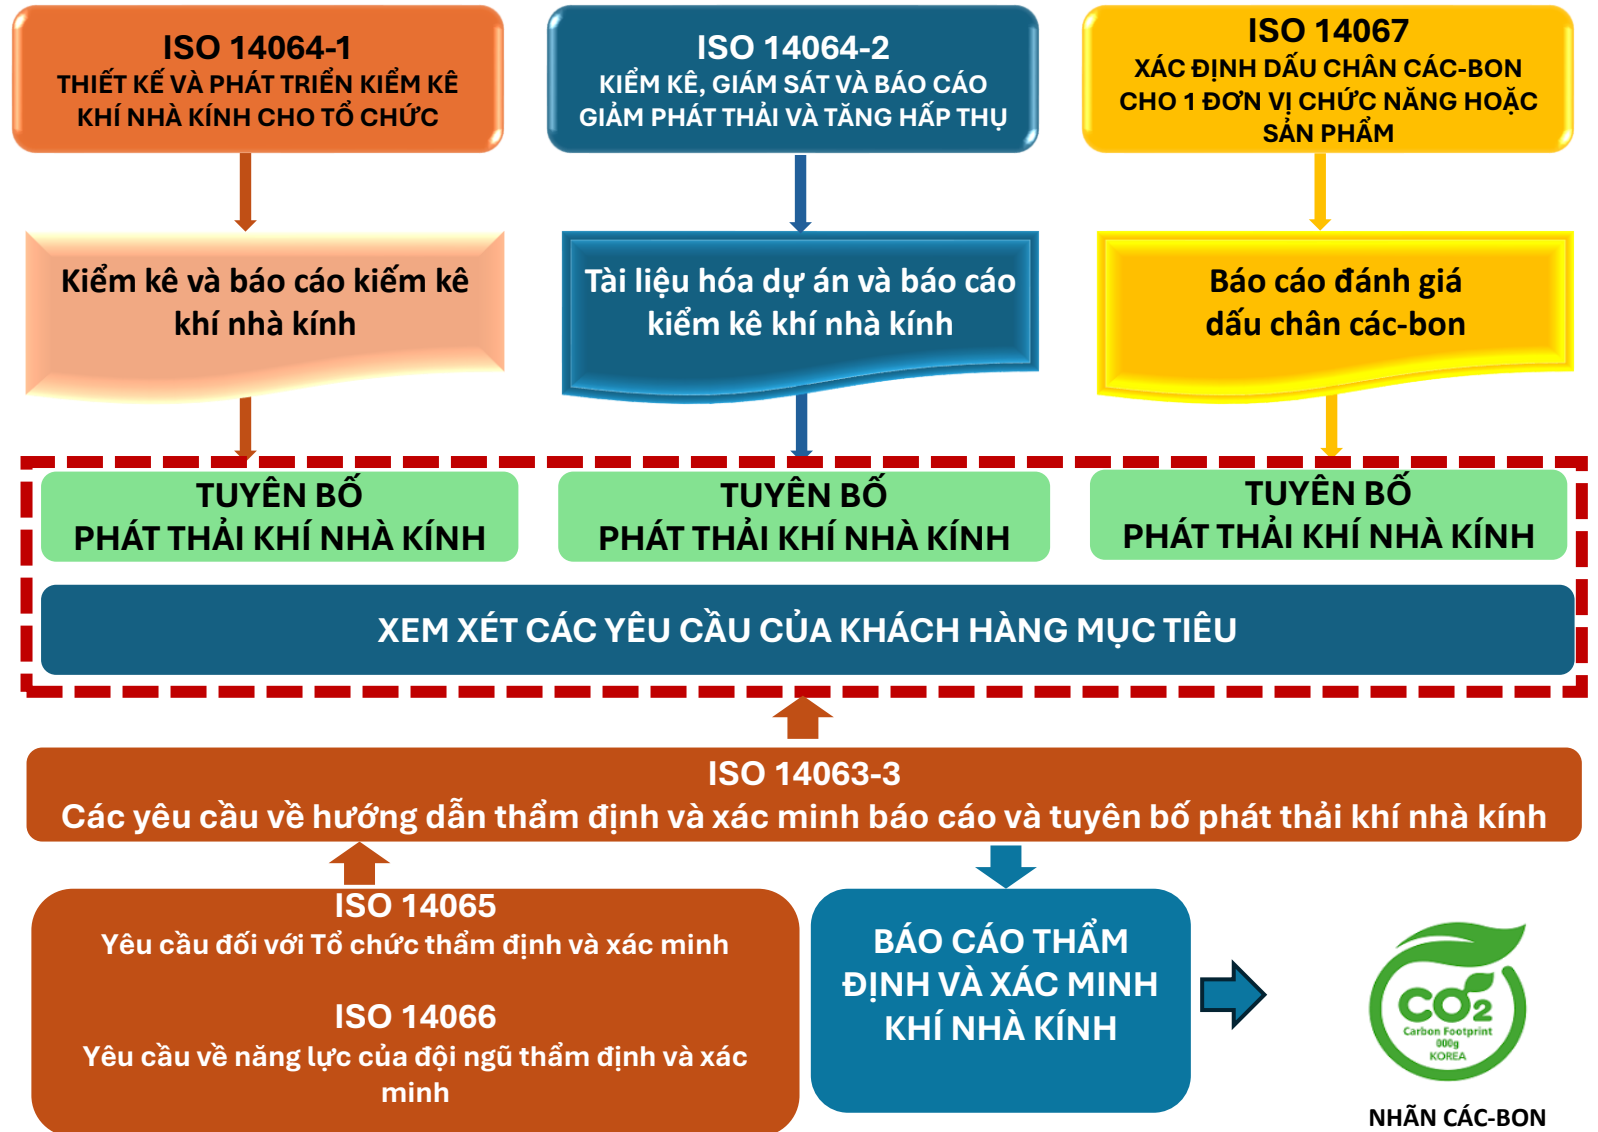 ISO 14064-1
THIẾT KẾ VÀ PHÁT TRIỂN KIỂM KÊ
KHÍ NHÀ KÍNH CHO TỔ CHỨC
ISO 14064-2
KIỂM KÊ, GIÁM SÁT VÀ BÁO CÁO
GIẢM PHÁT THẢI VÀ TĂNG HẤP THỤ
ISO 14067
XÁC ĐỊNH DẤU CHÂN CÁC-BON
CHO 1 ĐƠN VỊ CHỨC NĂNG HOẶC
SẢN PHẨM
Kiểm kê và báo cáo kiếm kê
khí nhà kính
Tài liệu hóa dự án và báo cáo
kiểm kê khí nhà kính
Báo cáo đánh giá
dấu chân các-bon
TUYÊN BỐ
PHÁT THẢI KHÍ NHÀ KÍNH
TUYÊN BỐ
PHÁT THẢI KHÍ NHÀ KÍNH
TUYÊN BỐ
PHÁT THẢI KHÍ NHÀ KÍNH
XEM XÉT CÁC YÊU CẦU CỦA KHÁCH HÀNG MỤC TIÊU
ISO 14063-3
Các yêu cầu về hướng dẫn thẩm định và xác minh báo cáo và tuyên bố phát thải khí nhà kính
ISO 14065
Yêu cầu đối với Tổ chức thẩm định và xác minh
ISO 14066
Yêu cầu về năng lực của đội ngũ thẩm định và xác
minh
BÁO CÁO THẨM
ĐỊNH VÀ XÁC MINH
KHÍ NHÀ KÍNH
CO2
Carbon Footprint
000g
KOREA
NHÃN CÁC-BON